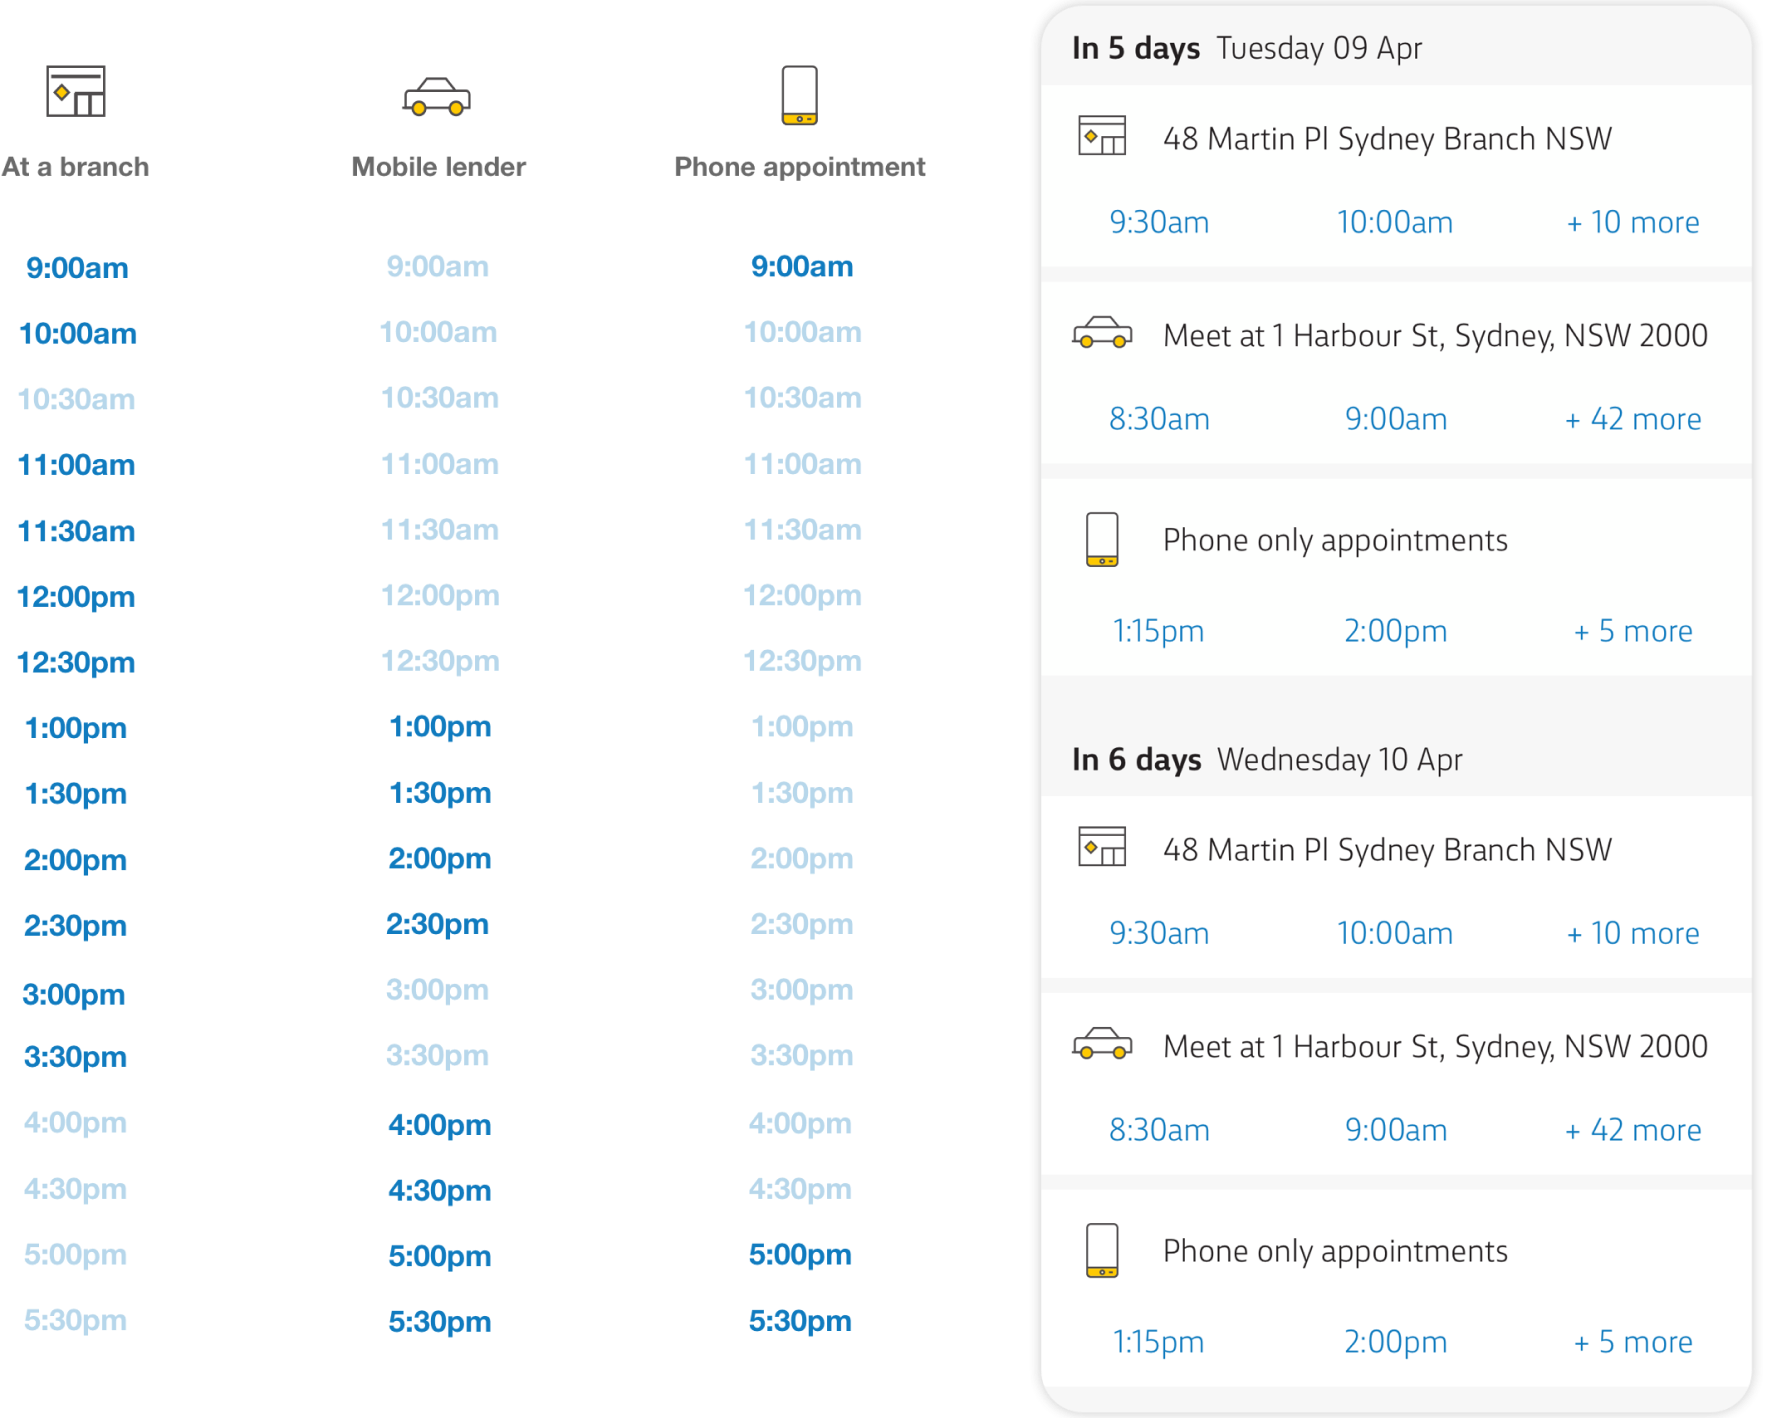 At a branch
9:00am
10:00am
10:30am
11:00am
11:30am
12:00pm
12:30pm
1:00pm
1:30pm
2:00pm
2:30pm
3:00pm
3:30pm
4:00pm
4:30pm
5:00pm
5:30pm
Mobile lender
9:00am
10:00am
10:30am
11:00am
11:30am
12:00pm
12:30pm
1:00pm
1:30pm
2:00pm
2:30pm
3:00pm
3:30pm
4:00pm
4:30pm
5:00pm
5:30pm
Phone appointment
9:00am
10:00am
10:30am
11:00am
11:30am
12:00pm
12:30pm
1:00pm
1:30pm
2:00pm
2:30pm
3:00pm
3:30pm
4:00pm
4:30pm
5:00pm
5:30pm
In 5 days Tuesday 09 Apr
48 Martin Pl Sydney Branch NSW
9:30am 10:00am + 10 more
Meet at 1 Harbour St, Sydney, NSW 2000
8:30am 9:00am + 42 more
Phone only appointments
1:15pm 2:00pm + 5 more
In 6 days Wednesday 10 Apr
48 Martin Pl Sydney Branch NSW
9:30am 10:00am + 10 more
Meet at 1 Harbour St, Sydney, NSW 2000
8:30am 9:00am + 42 more
Phone only appointments
1:15pm 2:00pm + 5 more